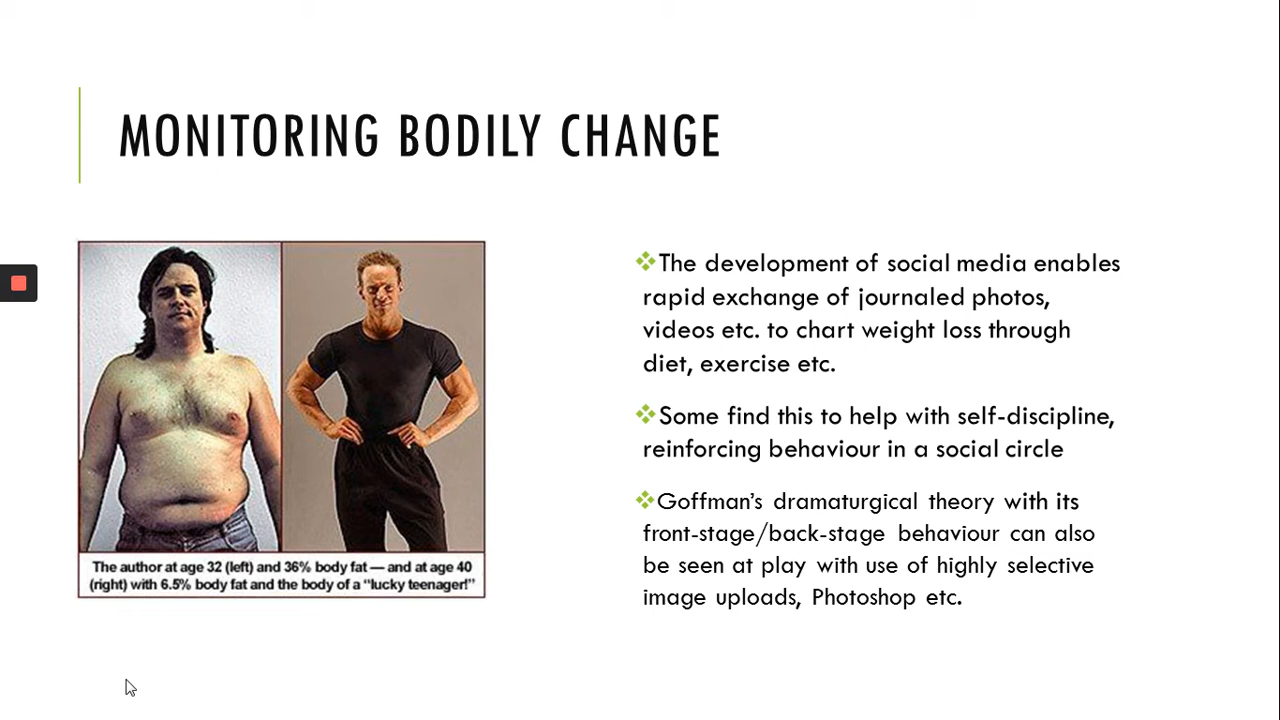 MONITORING BODILY CHANGE
The author at age 32 (left) and 36% body fat — and at age 40
(right) with 6.5% body fat and the body of a “lucky teenager!”
❖The development of social media enables
rapid exchange of journaled photos,
videos etc. to chart weight loss through
diet, exercise etc.
❖Some find this to help with self-discipline,
reinforcing behaviour in a social circle
❖Goffman’s dramaturgical theory with its
front-stage/back-stage behaviour can also
be seen at play with use of highly selective
image uploads, Photoshop etc.